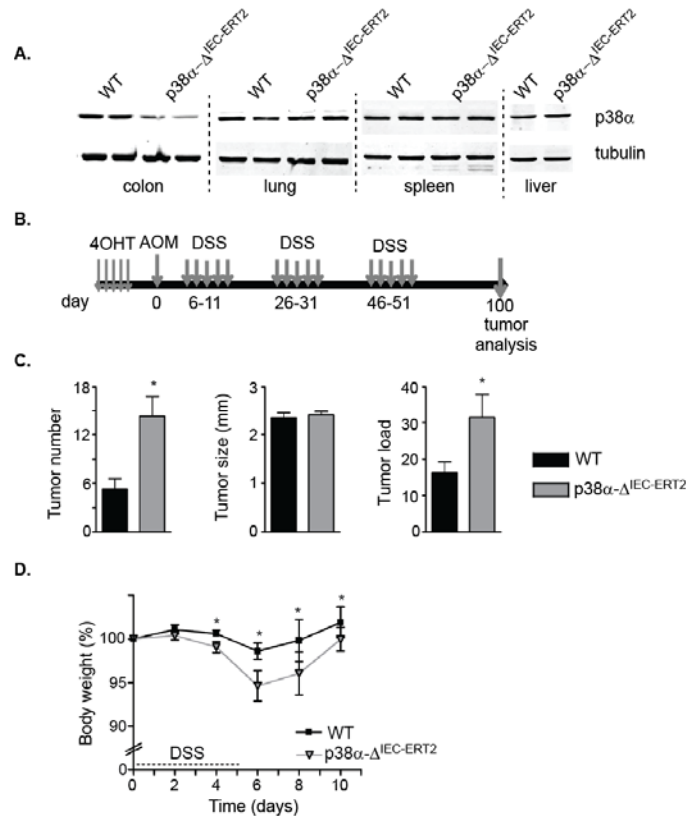 A.
WT p38α-Δ^IEC-ERT2 WT p38α-Δ^IEC-ERT2 WT p38α-Δ^IEC-ERT2 WT p38α-Δ^IEC-ERT2
p38α
tubulin
colon lung spleen liver
B.
4OHT AOM DSS DSS DSS
day 0 6-11 26-31 46-51 100
tumor
analysis
C.
Tumor number
18
12
6
0
*
Tumor size (mm)
3
2
1
0
Tumor load
40
30
20
10
0
*
WT
p38α-Δ^IEC-ERT2
D.
Body weight (%)
100
95
90
0
* * * *
WT
p38α-Δ^IEC-ERT2
DSS
0 2 4 6 8 10
Time (days)